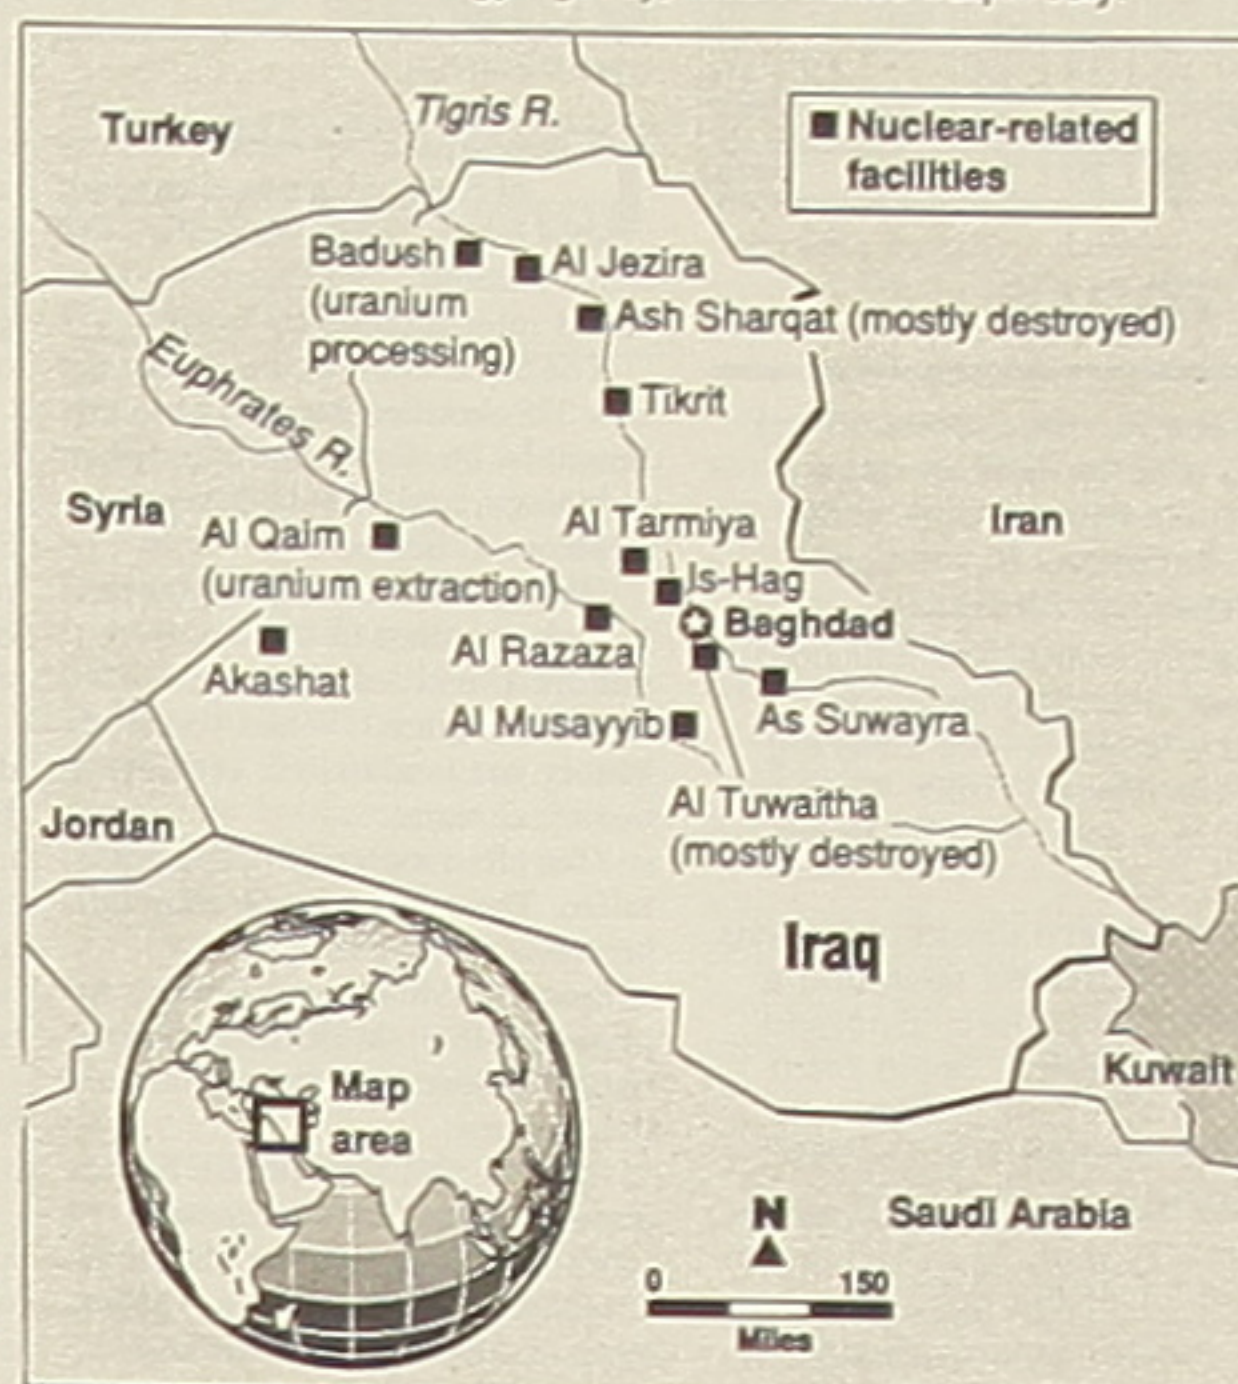 Turkey
Tigris R.
■ Nuclear-related
facilities
Badush
(uranium
processing)
Al Jezira
Ash Sharqat (mostly destroyed)
Euphrates R.
Tikrit
Syria
Al Qaim
(uranium extraction)
Al Tarmiya
Iran
Is-Hag
Baghdad
Akashat
Al Razaza
Al Musayyib
As Suwayra
Jordan
Al Tuwaitha
(mostly destroyed)
Iraq
Kuwait
Map
area
N
Saudi Arabia
0 150
Miles